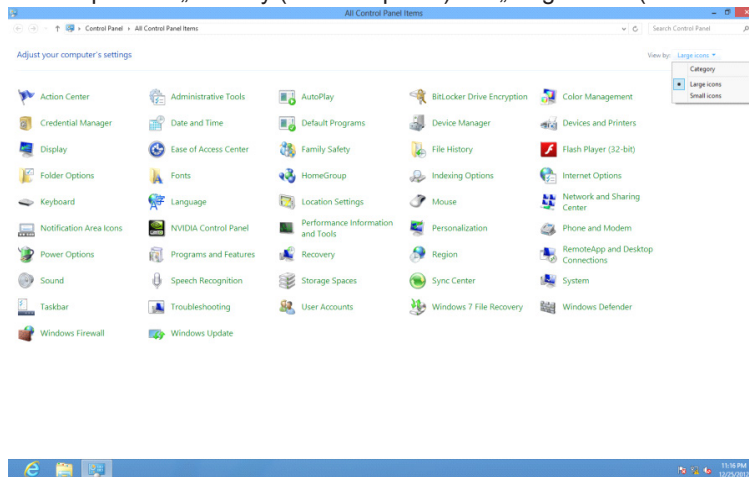 All Control Panel Items
Control Panel All Control Panel Items Search Control Panel
Adjust your computer's settings View by: Large icons
Category
Large icons
Small icons
Action Center Administrative Tools AutoPlay BitLocker Drive Encryption Color Management
Credential Manager Date and Time Default Programs Device Manager Devices and Printers
Display Ease of Access Center Family Safety File History Flash Player (32-bit)
Folder Options Fonts HomeGroup Indexing Options Internet Options
Keyboard Language Location Settings Mouse Network and Sharing
Center
Notification Area Icons NVIDIA Control Panel Performance Information
and Tools Personalization Phone and Modem
Power Options Programs and Features Recovery Region RemoteApp and Desktop
Connections
Sound Speech Recognition Storage Spaces Sync Center System
Taskbar Troubleshooting User Accounts Windows 7 File Recovery Windows Defender
Windows Firewall Windows Update
11:16 PM